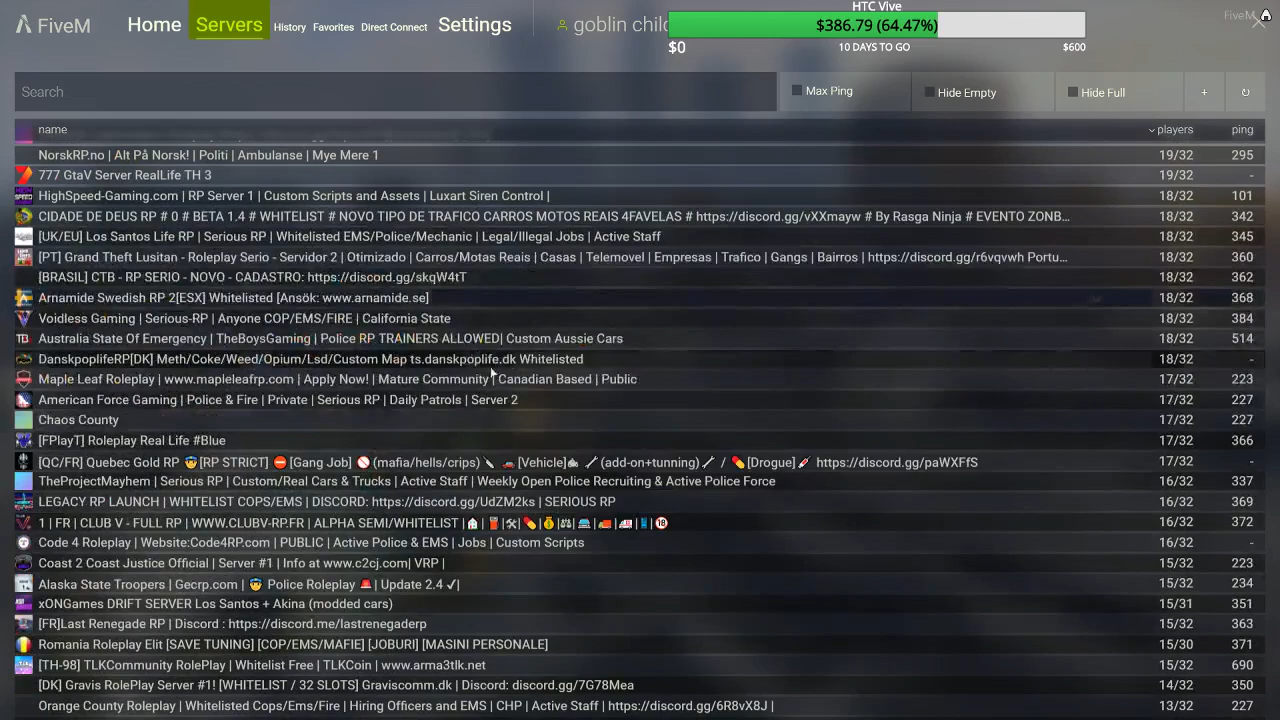 HTC Vive
FiveM Home Servers History Favorites Direct Connect Settings goblin chilc $386.79 (64.47%) FiveM
$0 10 DAYS TO GO $600
Search Max Ping Hide Empty Hide Full + ↻
name players ping
NorskRP.no | Alt På Norsk! | Politi | Ambulanse | Mye Mere 1 19/32 295
777 GtaV Server RealLife TH 3 19/32 -
HighSpeed-Gaming.com | RP Server 1 | Custom Scripts and Assets | Luxart Siren Control | 18/32 101
CIDADE DE DEUS RP # 0 # BETA 1.4 # WHITELIST # NOVO TIPO DE TRAFICO CARROS MOTOS REAIS 4FAVELAS # https://discord.gg/vXXmayw # By Rasga Ninja # EVENTO ZONB... 18/32 342
[UK/EU] Los Santos Life RP | Serious RP | Whitelisted EMS/Police/Mechanic | Legal/Illegal Jobs | Active Staff 18/32 345
[PT] Grand Theft Lusitan - Roleplay Serio - Servidor 2 | Otimizado | Carros/Motas Reais | Casas | Telemovel | Empresas | Trafico | Gangs | Bairros | https://discord.gg/r6vqvwh Portu... 18/32 360
[BRASIL] CTB - RP SERIO - NOVO - CADASTRO: https://discord.gg/skqW4tT 18/32 362
Arnamide Swedish RP 2[ESX] Whitelisted [Ansök: www.arnamide.se] 18/32 368
Voidless Gaming | Serious-RP | Anyone COP/EMS/FIRE | California State 18/32 384
Australia State Of Emergency | TheBoysGaming | Police RP TRAINERS ALLOWED| Custom Aussie Cars 18/32 514
DanskpoplifeRP[DK] Meth/Coke/Weed/Opium/Lsd/Custom Map ts.danskpoplife.dk Whitelisted 18/32 -
Maple Leaf Roleplay | www.mapleleafrp.com | Apply Now! | Mature Community | Canadian Based | Public 17/32 223
American Force Gaming | Police & Fire | Private | Serious RP | Daily Patrols | Server 2 17/32 227
Chaos County 17/32 227
[FPlayT] Roleplay Real Life #Blue 17/32 366
[QC/FR] Quebec Gold RP 👮[RP STRICT] ⛔[Gang Job] ⚾(mafia/hells/crips)🔪 🚗[Vehicle]🚵 🔧(add-on+tunning)🔧 / 💊[Drogue]💉 https://discord.gg/paWXFfS 17/32 -
TheProjectMayhem | Serious RP | Custom/Real Cars & Trucks | Active Staff | Weekly Open Police Recruiting & Active Police Force 16/32 337
LEGACY RP LAUNCH | WHITELIST COPS/EMS | DISCORD: https://discord.gg/UdZM2ks | SERIOUS RP 16/32 369
1 | FR | CLUB V - FULL RP | WWW.CLUBV-RP.FR | ALPHA SEMI/WHITELIST |🏠|⛽|🛠|💊|💰|⚖|🚘|🚚|🚑|📱|🔞 16/32 372
Code 4 Roleplay | Website:Code4RP.com | PUBLIC | Active Police & EMS | Jobs | Custom Scripts 16/32 -
Coast 2 Coast Justice Official | Server #1 | Info at www.c2cj.com| VRP | 15/32 223
Alaska State Troopers | Gecrp.com | 👮 Police Roleplay 🚨 | Update 2.4 ✓| 15/32 234
xONGames DRIFT SERVER Los Santos + Akina (modded cars) 15/31 351
[FR]Last Renegade RP | Discord : https://discord.me/lastrenegaderp 15/32 363
Romania Roleplay Elit [SAVE TUNING] [COP/EMS/MAFIE] [JOBURI] [MASINI PERSONALE] 15/30 371
[TH-98] TLKCommunity RolePlay | Whitelist Free | TLKCoin | www.arma3tlk.net 15/32 690
[DK] Gravis RolePlay Server #1! [WHITELIST / 32 SLOTS] Graviscomm.dk | Discord: discord.gg/7G78Mea 14/32 350
Orange County Roleplay | Whitelisted Cops/Ems/Fire | Hiring Officers and EMS | CHP | Active Staff | https://discord.gg/6R8vX8J | 13/32 227